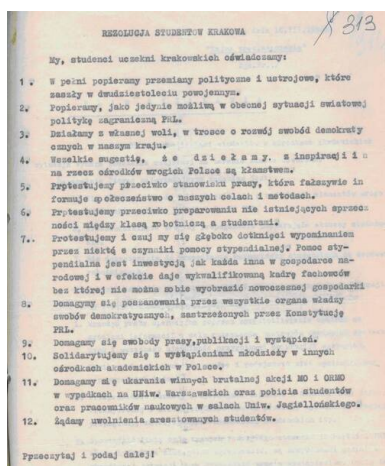 313
REZOLUCJA STUDENTÓW KRAKOWA
My, studenci uczelni krakowskich oświadczamy:
1. W pełni popieramy przemiany polityczne i ustrojowe, które
zaszły w dwudziestoleciu powojennym.
2. Popieramy, jako jedynie możliwą w obecnej sytuacji światowej
politykę zagraniczną PRL.
3. Działamy z własnej woli, w trosce o rozwój swobód demokraty
cznych w naszym kraju.
4. Wszelkie sugestię, że działamy z inspiracji i n
na rzecz ośrodków wrogich Polsce są kłamstwem.
5. Protestujemy przeciwko stanowisku prasy, która fałszywie in
formuje społeczeństwo o naszych celach i metodach.
6. Protestujemy przeciwko preparowaniu nie istniejących sprzecz
ności między klasą robotniczą a studentami.
7. Protestujemy i czuj my się głęboko dotknięci wypominaniem
przez niektó e czynniki pomocy stypendialnej. Pomoc sty-
pendialna jest inwestycją jak każda inna w gospodarce na-
rodowej i w efekcie daje wykwalifikowaną kadrę fachowców
bez której nie można sobie wyobrazić nowoczesnej gospodarki
8. Domagamy się poszanowania przez wszystkie organa władzy
swobów demokratycznych, zastrzeżonych przez Konstytucję
PRL.
9. Domagamy się swobody prasy,publikacji i wystąpień.
10. Solidaryzujemy się z wystąpieniami młodzieży w innych
ośrodkach akademickich w Polsce.
11. Domagamy się ukarania winnych brutalnej akcji MO i ORMO
w wypadkach na UNiw. Warszawskich oraz pobicia studentów
oraz pracowników naukowych w salach Uniw. Jagiellońskiego.
12. Żądamy uwolnienia aresztowanych studentów.
Przeczytaj i podaj dalej!